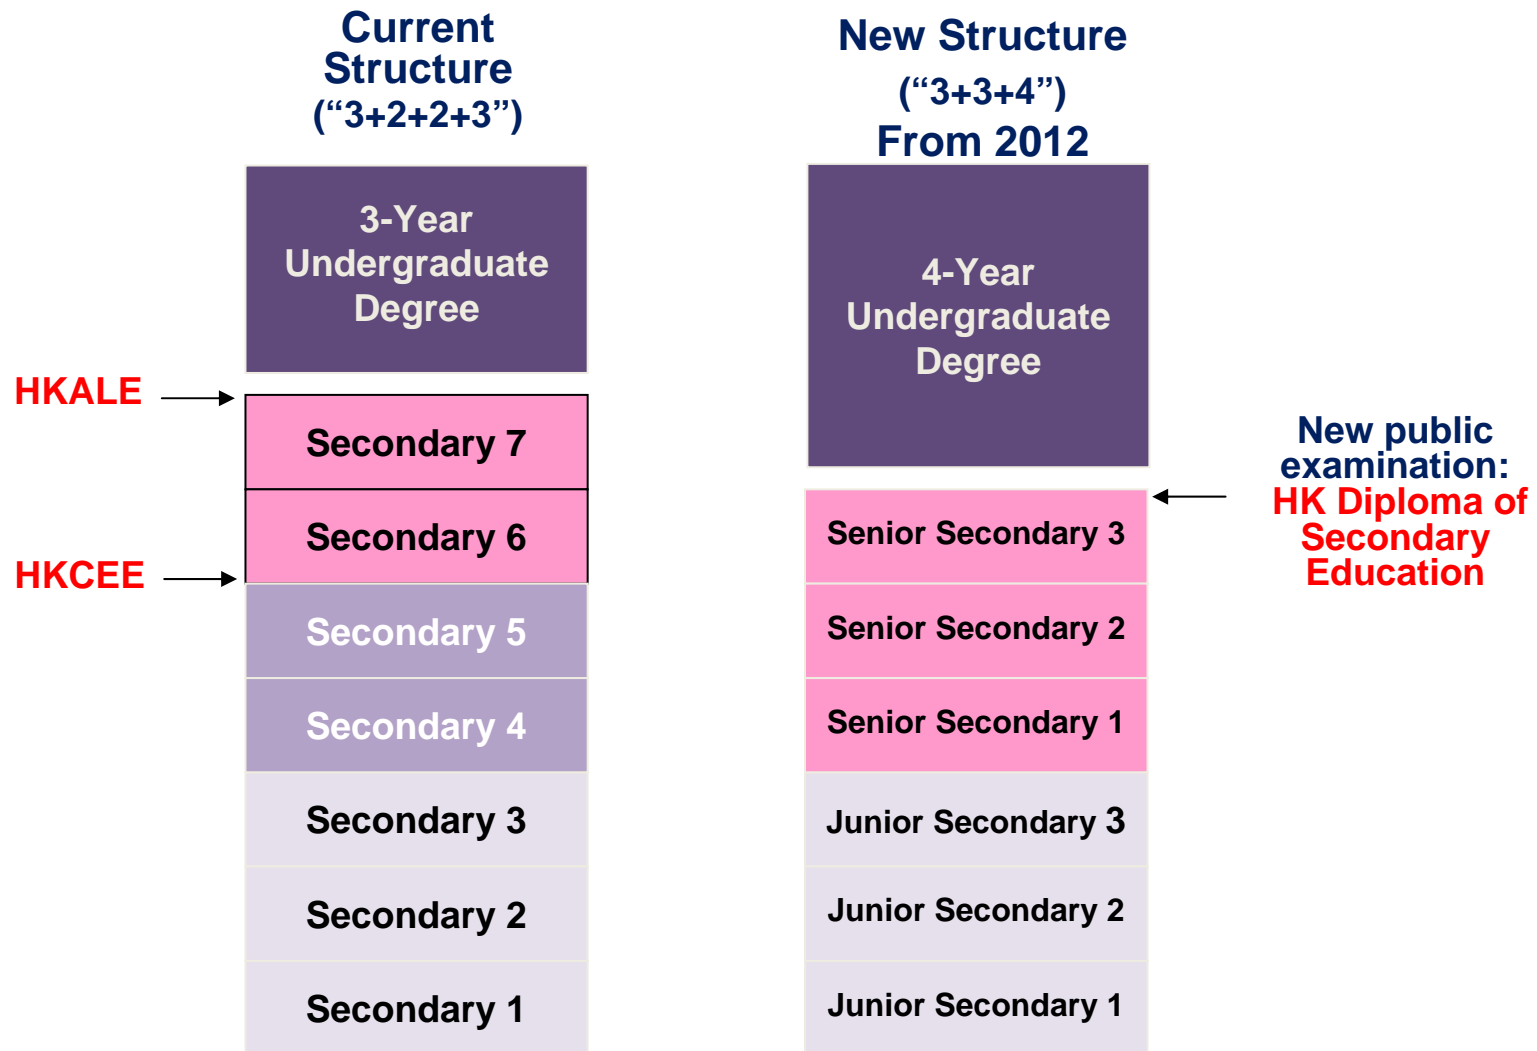 Current
Structure
(“3+2+2+3”)
3-Year
Undergraduate
Degree
HKALE
Secondary 7
Secondary 6
HKCEE
Secondary 5
Secondary 4
Secondary 3
Secondary 2
Secondary 1
New Structure
(“3+3+4”)
From 2012
4-Year
Undergraduate
Degree
Senior Secondary 3
Senior Secondary 2
Senior Secondary 1
Junior Secondary 3
Junior Secondary 2
Junior Secondary 1
New public
examination:
HK Diploma of
Secondary
Education